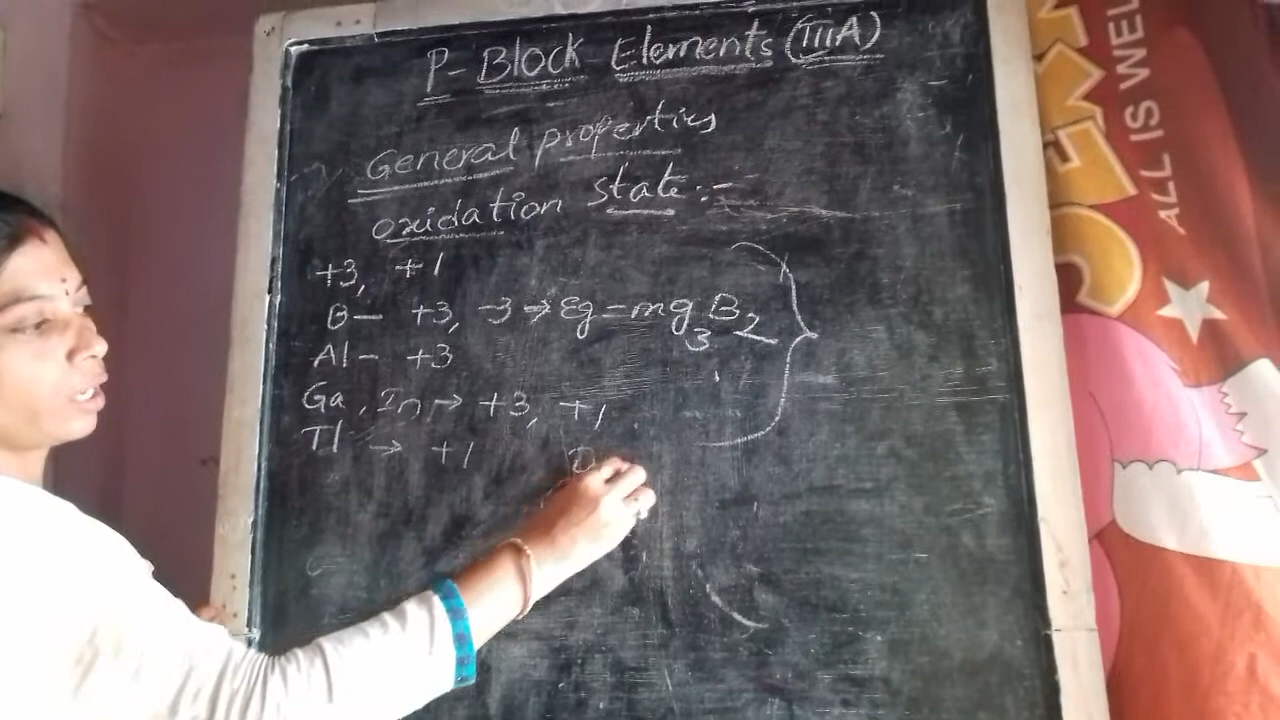 P-Block Elements (IIIA)
General properties
oxidation state :-
+3, +1
B — +3, -3 → Eg = mg3B2
Al - +3
Ga, In → +3, +1
Tl → +1
ALL IS WEL